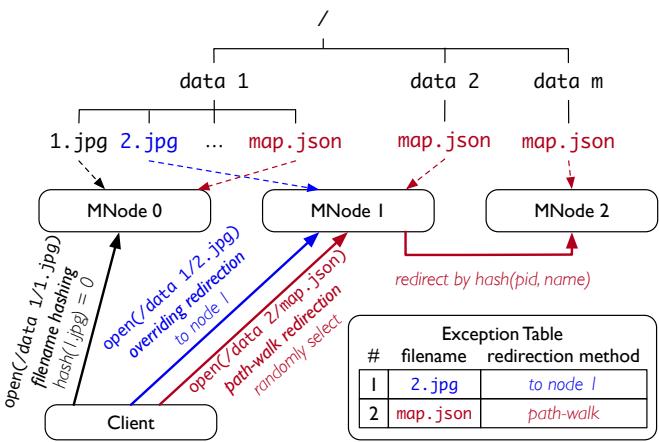 /
data 1 data 2 data m
1.jpg 2.jpg ... map.json map.json map.json
MNode 0 MNode 1 MNode 2
open(/data 1/1.jpg)
filename hashing
hash(1.jpg) = 0
open(/data 1/2.jpg)
overriding redirection
to node 1
open(/data 2/map.json)
path-walk redirection
randomly select
redirect by hash(pid, name)
Client
Exception Table
# filename redirection method
1 2.jpg to node 1
2 map.json path-walk